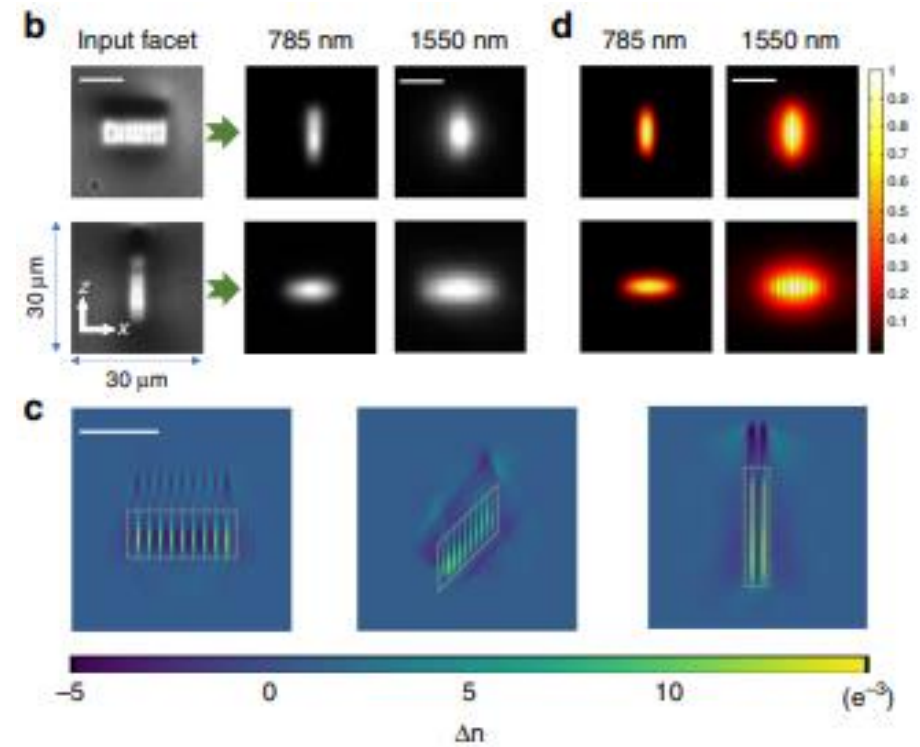 b
Input facet
785 nm
1550 nm
d
785 nm
1550 nm
1
0.9
0.8
0.7
0.6
0.5
0.4
0.3
0.2
0.1
30 μm
z
x
30 μm
c
−5
0
5
10
(e⁻³)
Δn